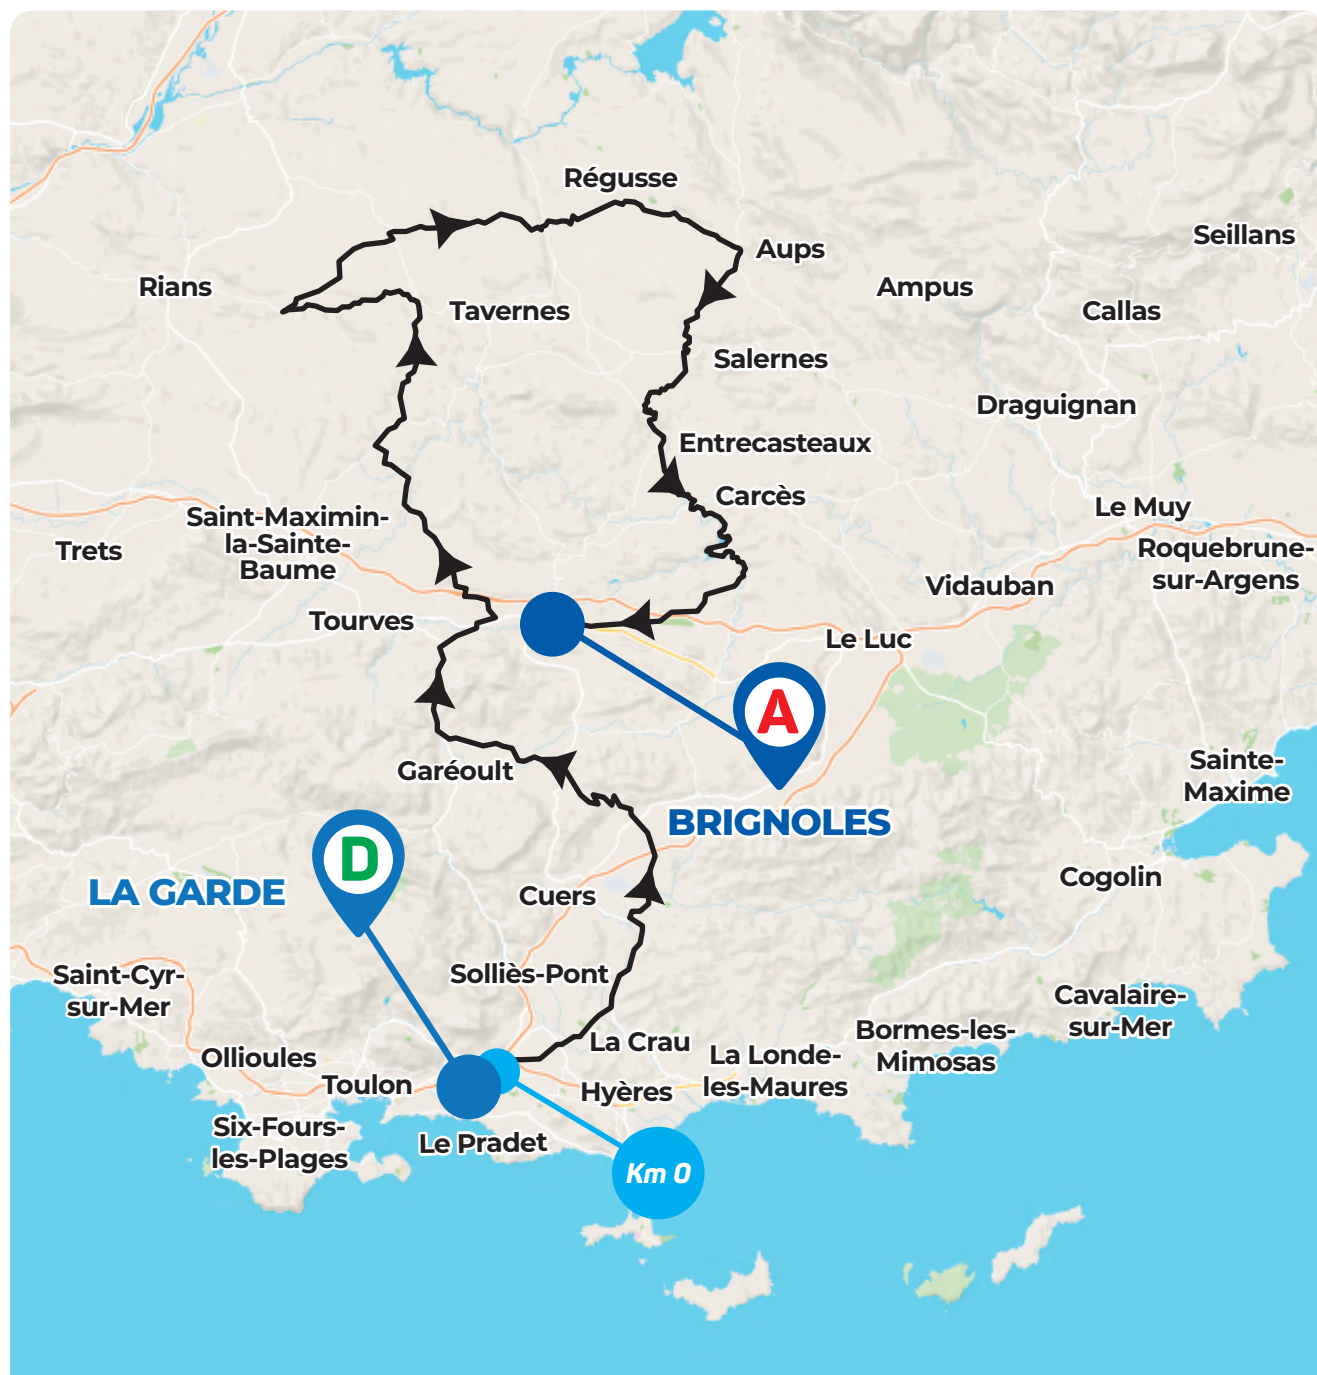 Régusse
Seillans
Aups
Rians
Ampus
Tavernes
Callas
Salernes
Draguignan
Entrecasteaux
Carcès
Le Muy
Saint-Maximin-
la-Sainte-
Baume
Trets
Roquebrune-
sur-Argens
Vidauban
Tourves
Le Luc
A
Garéoult
Sainte-
Maxime
BRIGNOLES
D
LA GARDE
Cuers
Cogolin
Solliès-Pont
Saint-Cyr-
sur-Mer
Cavalaire-
sur-Mer
Bormes-les-
Mimosas
La Crau
La Londe-
les-Maures
Ollioules
Toulon
Hyères
Six-Fours-
les-Plages
Le Pradet
Km 0